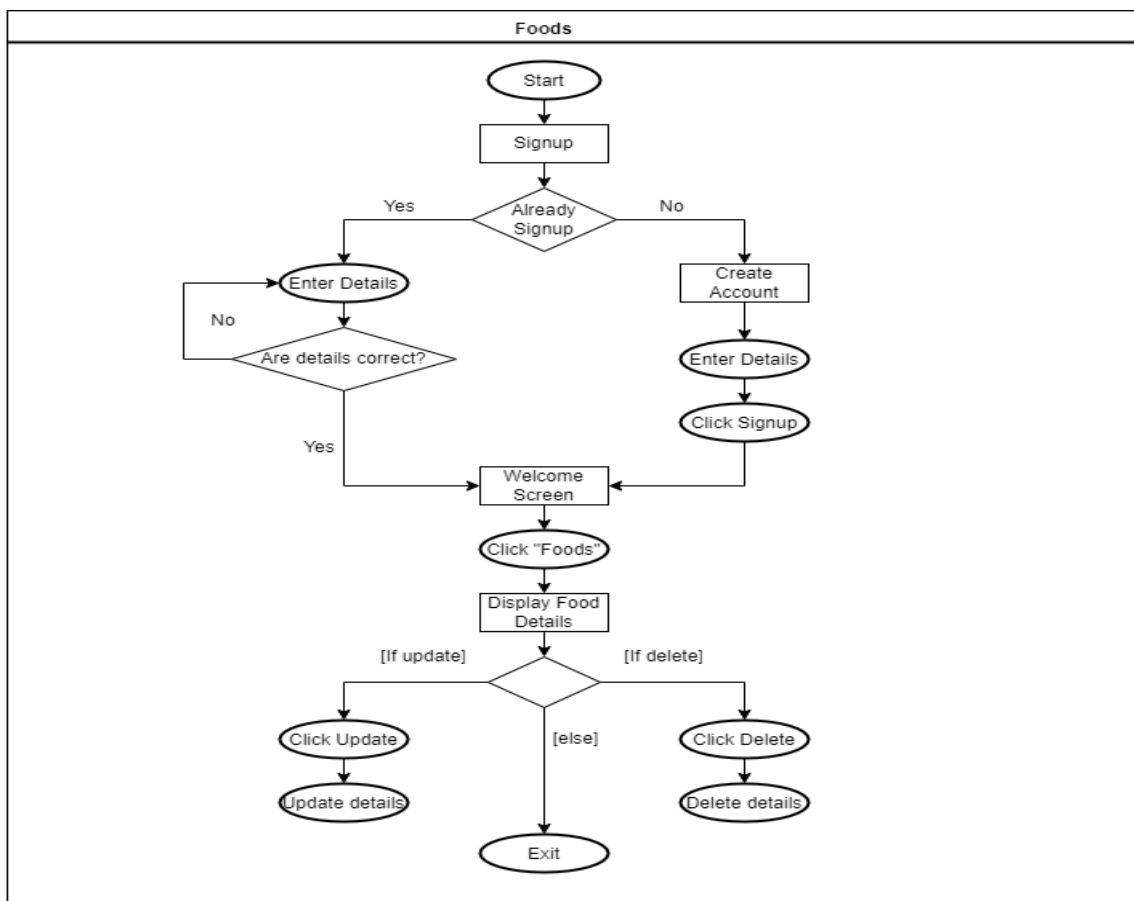 Foods
Start
Signup
Yes
Already
Signup
No
Enter Details
Create
Account
No
Are details correct?
Enter Details
Click Signup
Yes
Welcome
Screen
Click "Foods"
Display Food
Details
[If update]
[If delete]
Click Update
[else]
Click Delete
Update details
Delete details
Exit